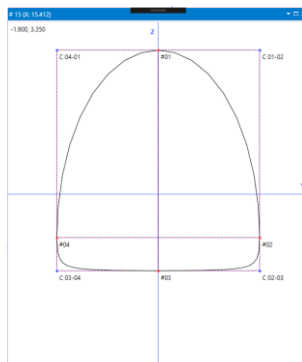 # 15 (X: 15.412)
-1.900, 3.350
Z
C 04-01 #01 C 01-02
#04 #02
C 03-04 #03 C 02-03